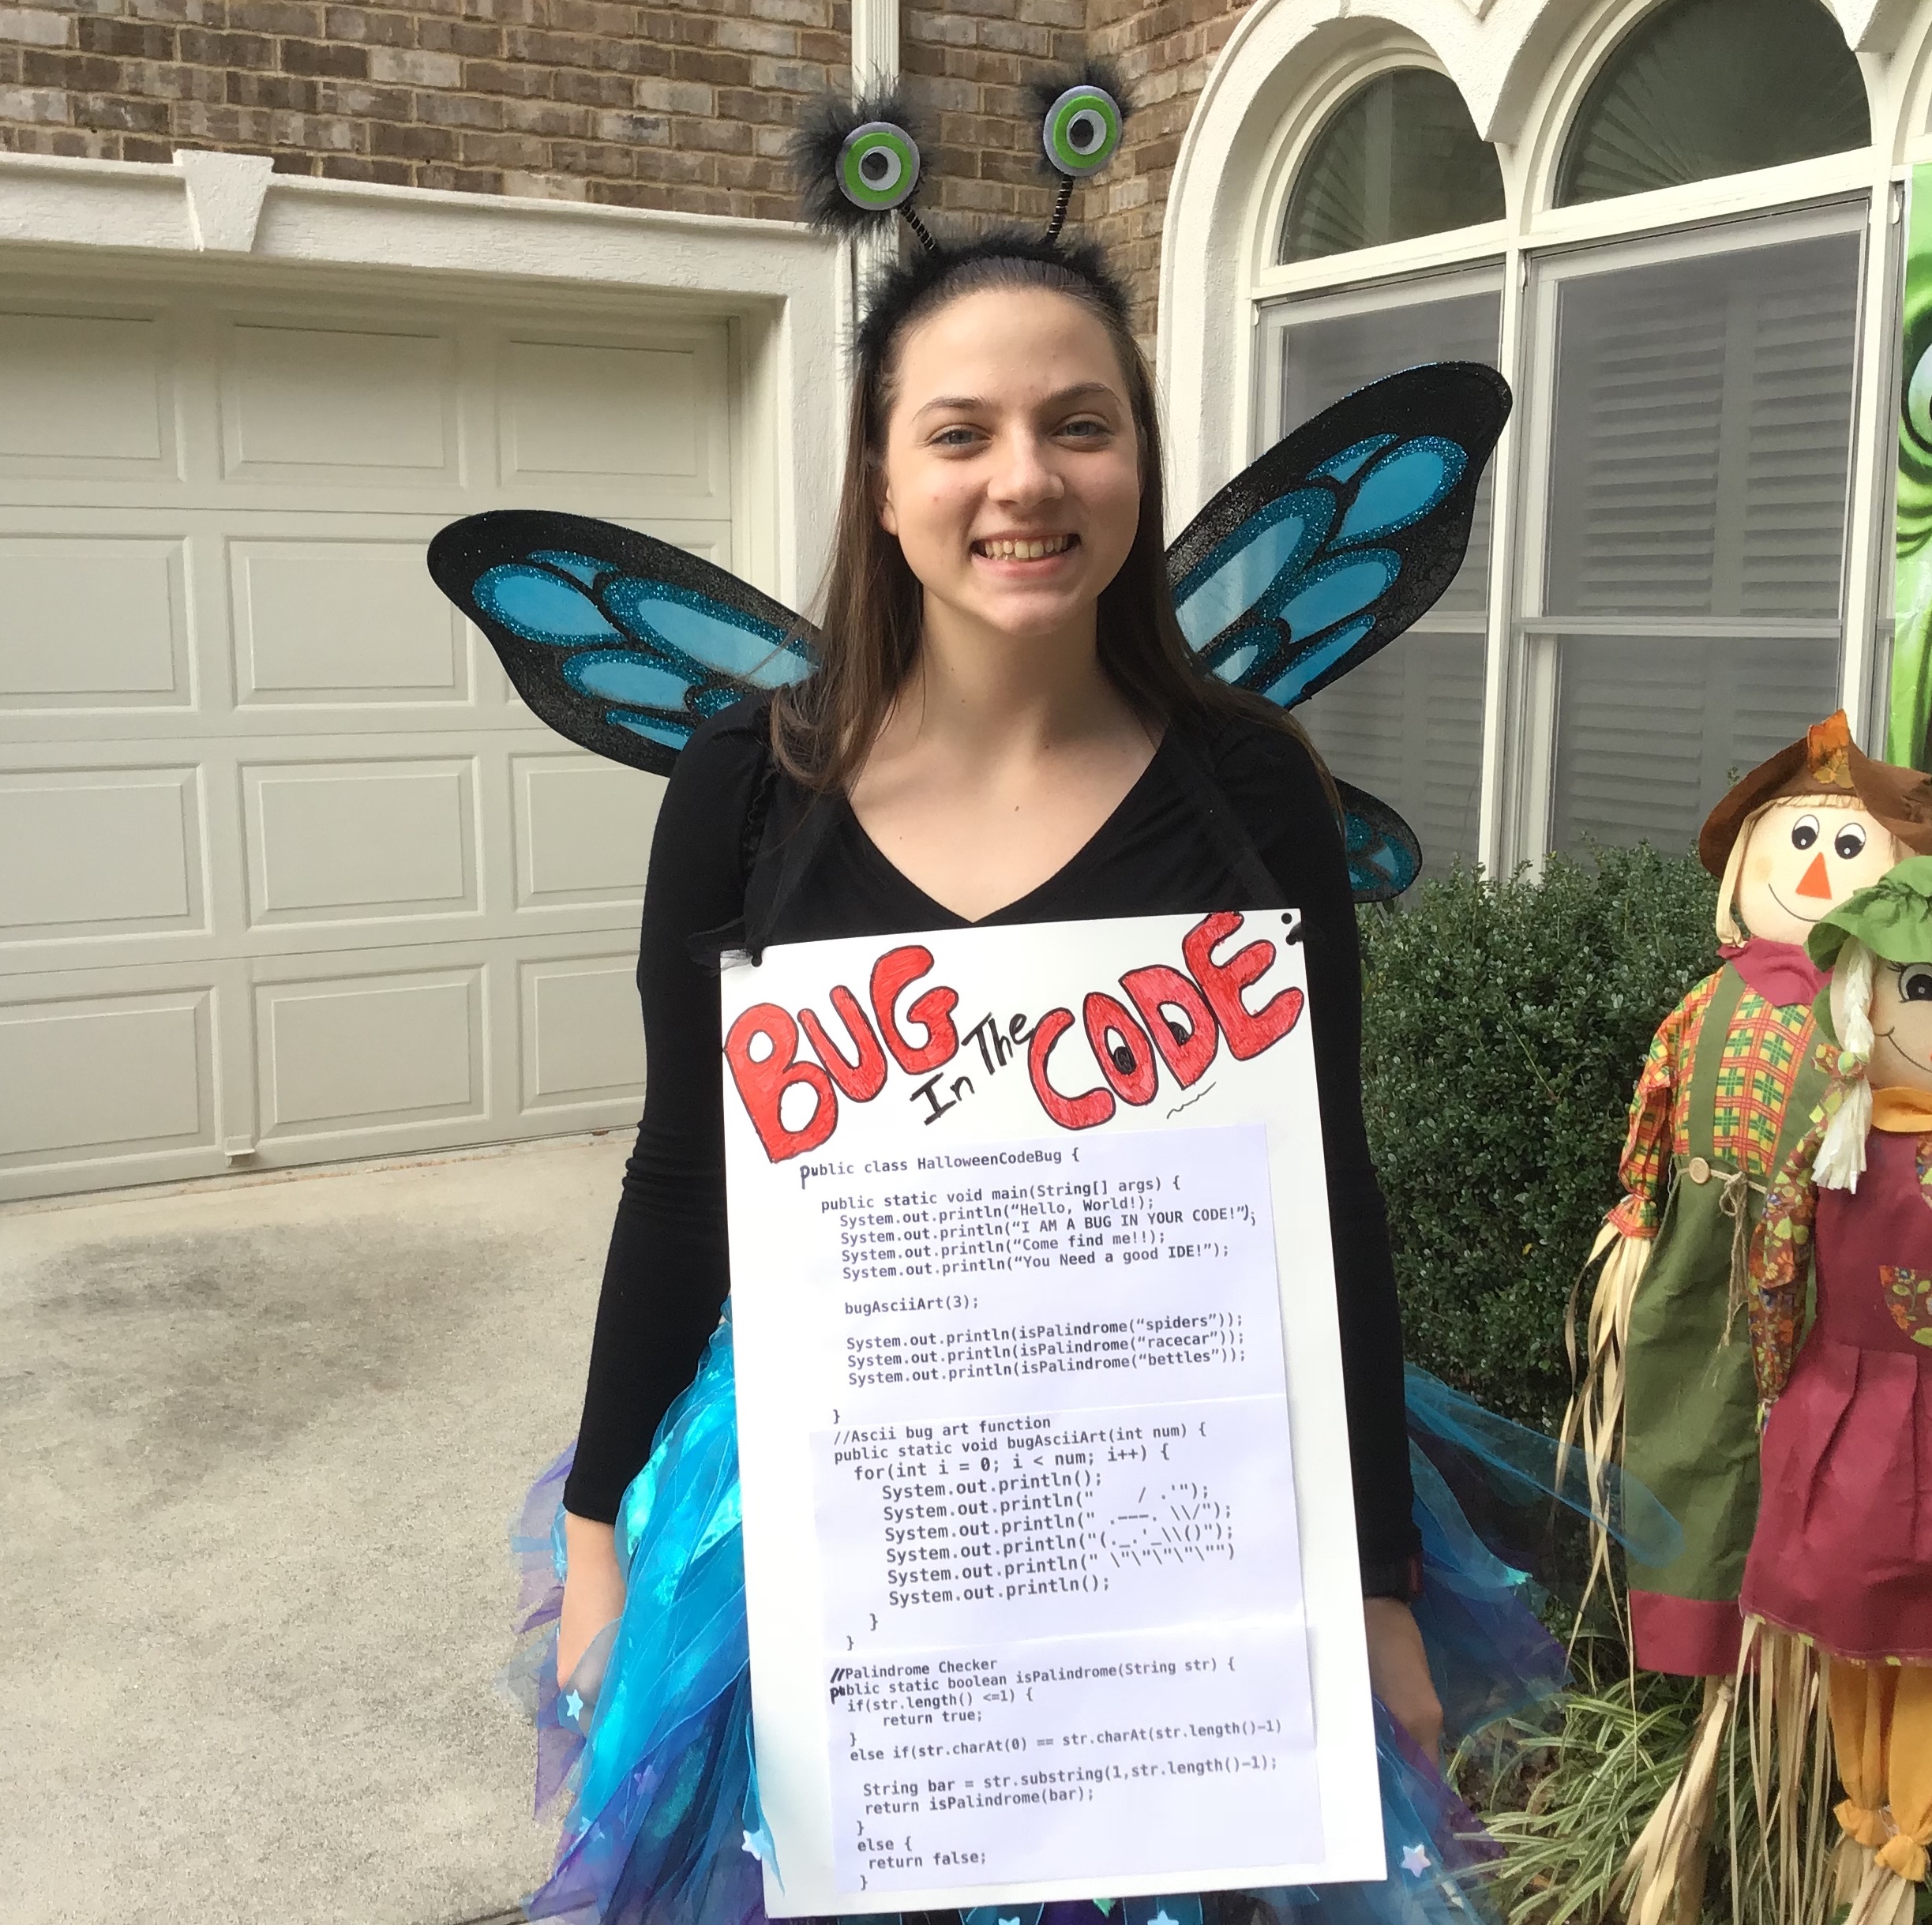 BUG In The CODE
public class HalloweenCodeBug {
public static void main(String[] args) {
System.out.println(“Hello, World!);
System.out.println(“I AM A BUG IN YOUR CODE!”);
System.out.println(“Come find me!!);
System.out.println(“You Need a good IDE!”);
bugAsciiArt(3);
System.out.println(isPalindrome(“spiders”));
System.out.println(isPalindrome(“racecar”));
System.out.println(isPalindrome(“bettles”));
}
//Ascii bug art function
public static void bugAsciiArt(int num) {
for(int i = 0; i < num; i++) {
System.out.println();
System.out.println("    / .'");
System.out.println(" .---. \\/");
System.out.println("(._.'_\\()");
System.out.println(" \"\"\"\"\"")
System.out.println();
}
}
//Palindrome Checker
public static boolean isPalindrome(String str) {
if(str.length() <=1) {
return true;
}
else if(str.charAt(0) == str.charAt(str.length()-1)
String bar = str.substring(1,str.length()-1);
return isPalindrome(bar);
}
else {
return false;
}